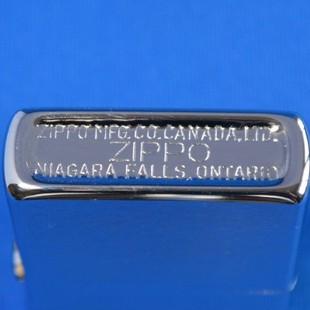 ZIPPO MFG. CO. CANADA, LTD.
ZIPPO
NIAGARA FALLS, ONTARIO